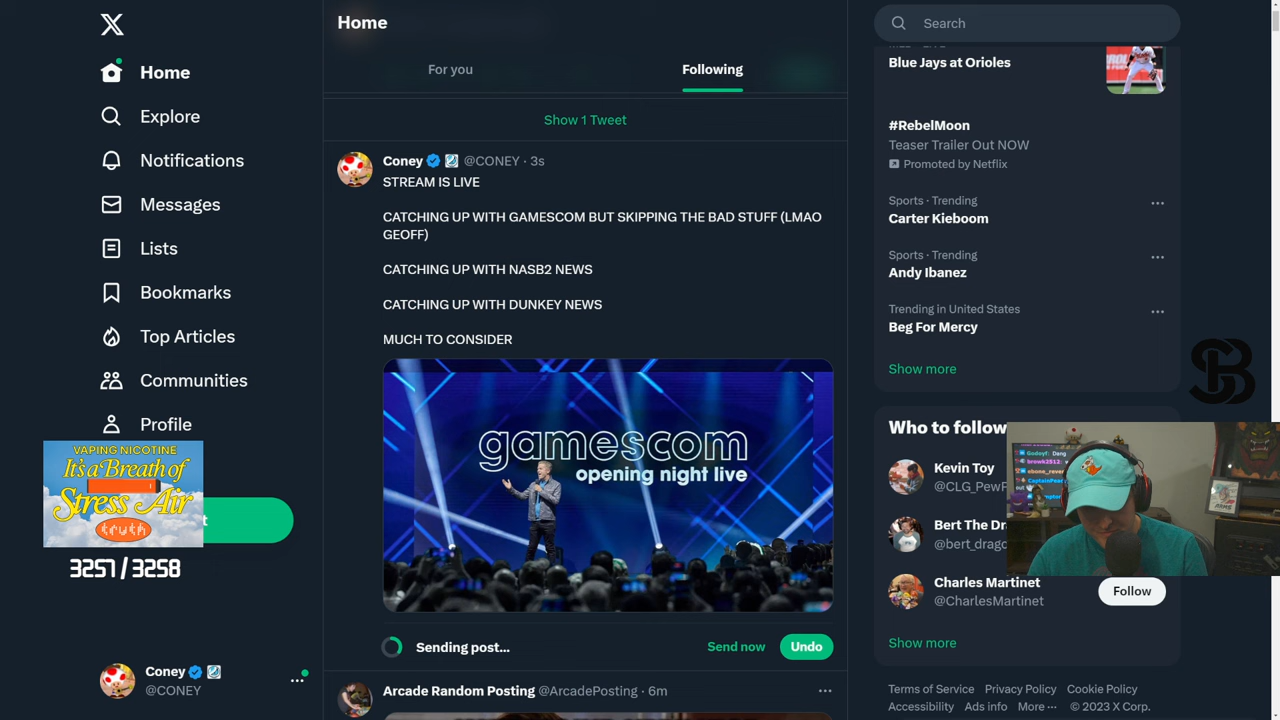 Home
Explore
Notifications
Messages
Lists
Bookmarks
Top Articles
Communities
Profile
VAPING NICOTINE
It's a Breath of
Stress Air
truth
3257 / 3258
Coney
@CONEY
Home
For you
Following
Show 1 Tweet
Coney @CONEY · 3s
STREAM IS LIVE
CATCHING UP WITH GAMESCOM BUT SKIPPING THE BAD STUFF (LMAO
GEOFF)
CATCHING UP WITH NASB2 NEWS
CATCHING UP WITH DUNKEY NEWS
MUCH TO CONSIDER
gamescom
opening night live
Sending post...
Send now
Undo
Arcade Random Posting @ArcadePosting · 6m
Search
Blue Jays at Orioles
#RebelMoon
Teaser Trailer Out NOW
Promoted by Netflix
Sports · Trending
Carter Kieboom
Sports · Trending
Andy Ibanez
Trending in United States
Beg For Mercy
Show more
Who to follow
Kevin Toy
@CLG_PewP
Bert The Dr
@bert_drago
Charles Martinet
@CharlesMartinet
Follow
Show more
Terms of Service Privacy Policy Cookie Policy
Accessibility Ads info More ··· © 2023 X Corp.